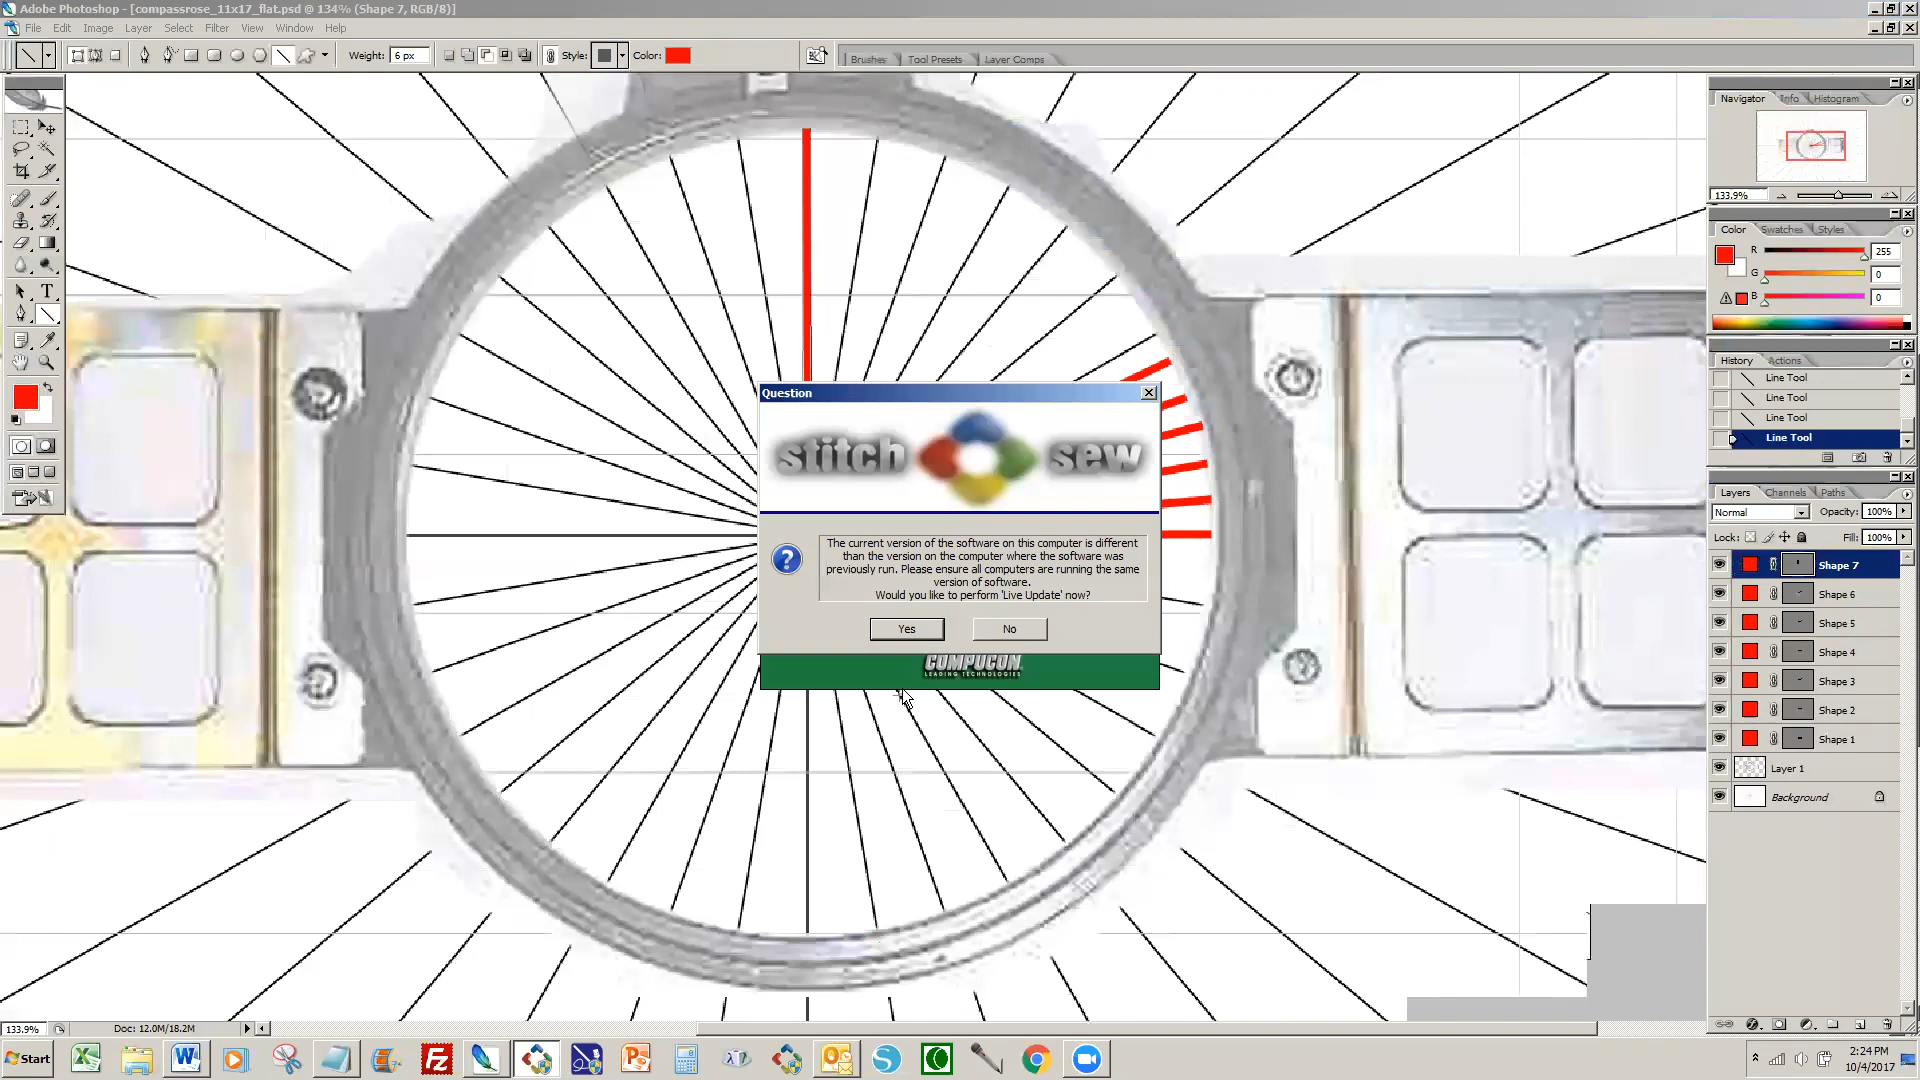 Adobe Photoshop - [compassrose_11x17_flat.psd @ 134% (Shape 7, RGB/8)]
File Edit Image Layer Select Filter View Window Help
Weight: 6 px Style: Color:
Brushes Tool Presets Layer Comps
Navigator Info Histogram
133.9%
Color Swatches Styles
R 255
G 0
B 0
History Actions
Line Tool
Line Tool
Line Tool
Line Tool
Layers Channels Paths
Normal Opacity: 100%
Lock: Fill: 100%
Shape 7
Shape 6
Shape 5
Shape 4
Shape 3
Shape 2
Shape 1
Layer 1
Background
Question
stitch sew
The current version of the software on this computer is different
than the version on the computer where the software was
previously run. Please ensure all computers are running the same
version of software.
Would you like to perform 'Live Update' now?
Yes No
COMPUCON
LEADING TECHNOLOGIES
133.9% Doc: 12.0M/18.2M
Start
2:24 PM
10/4/2017